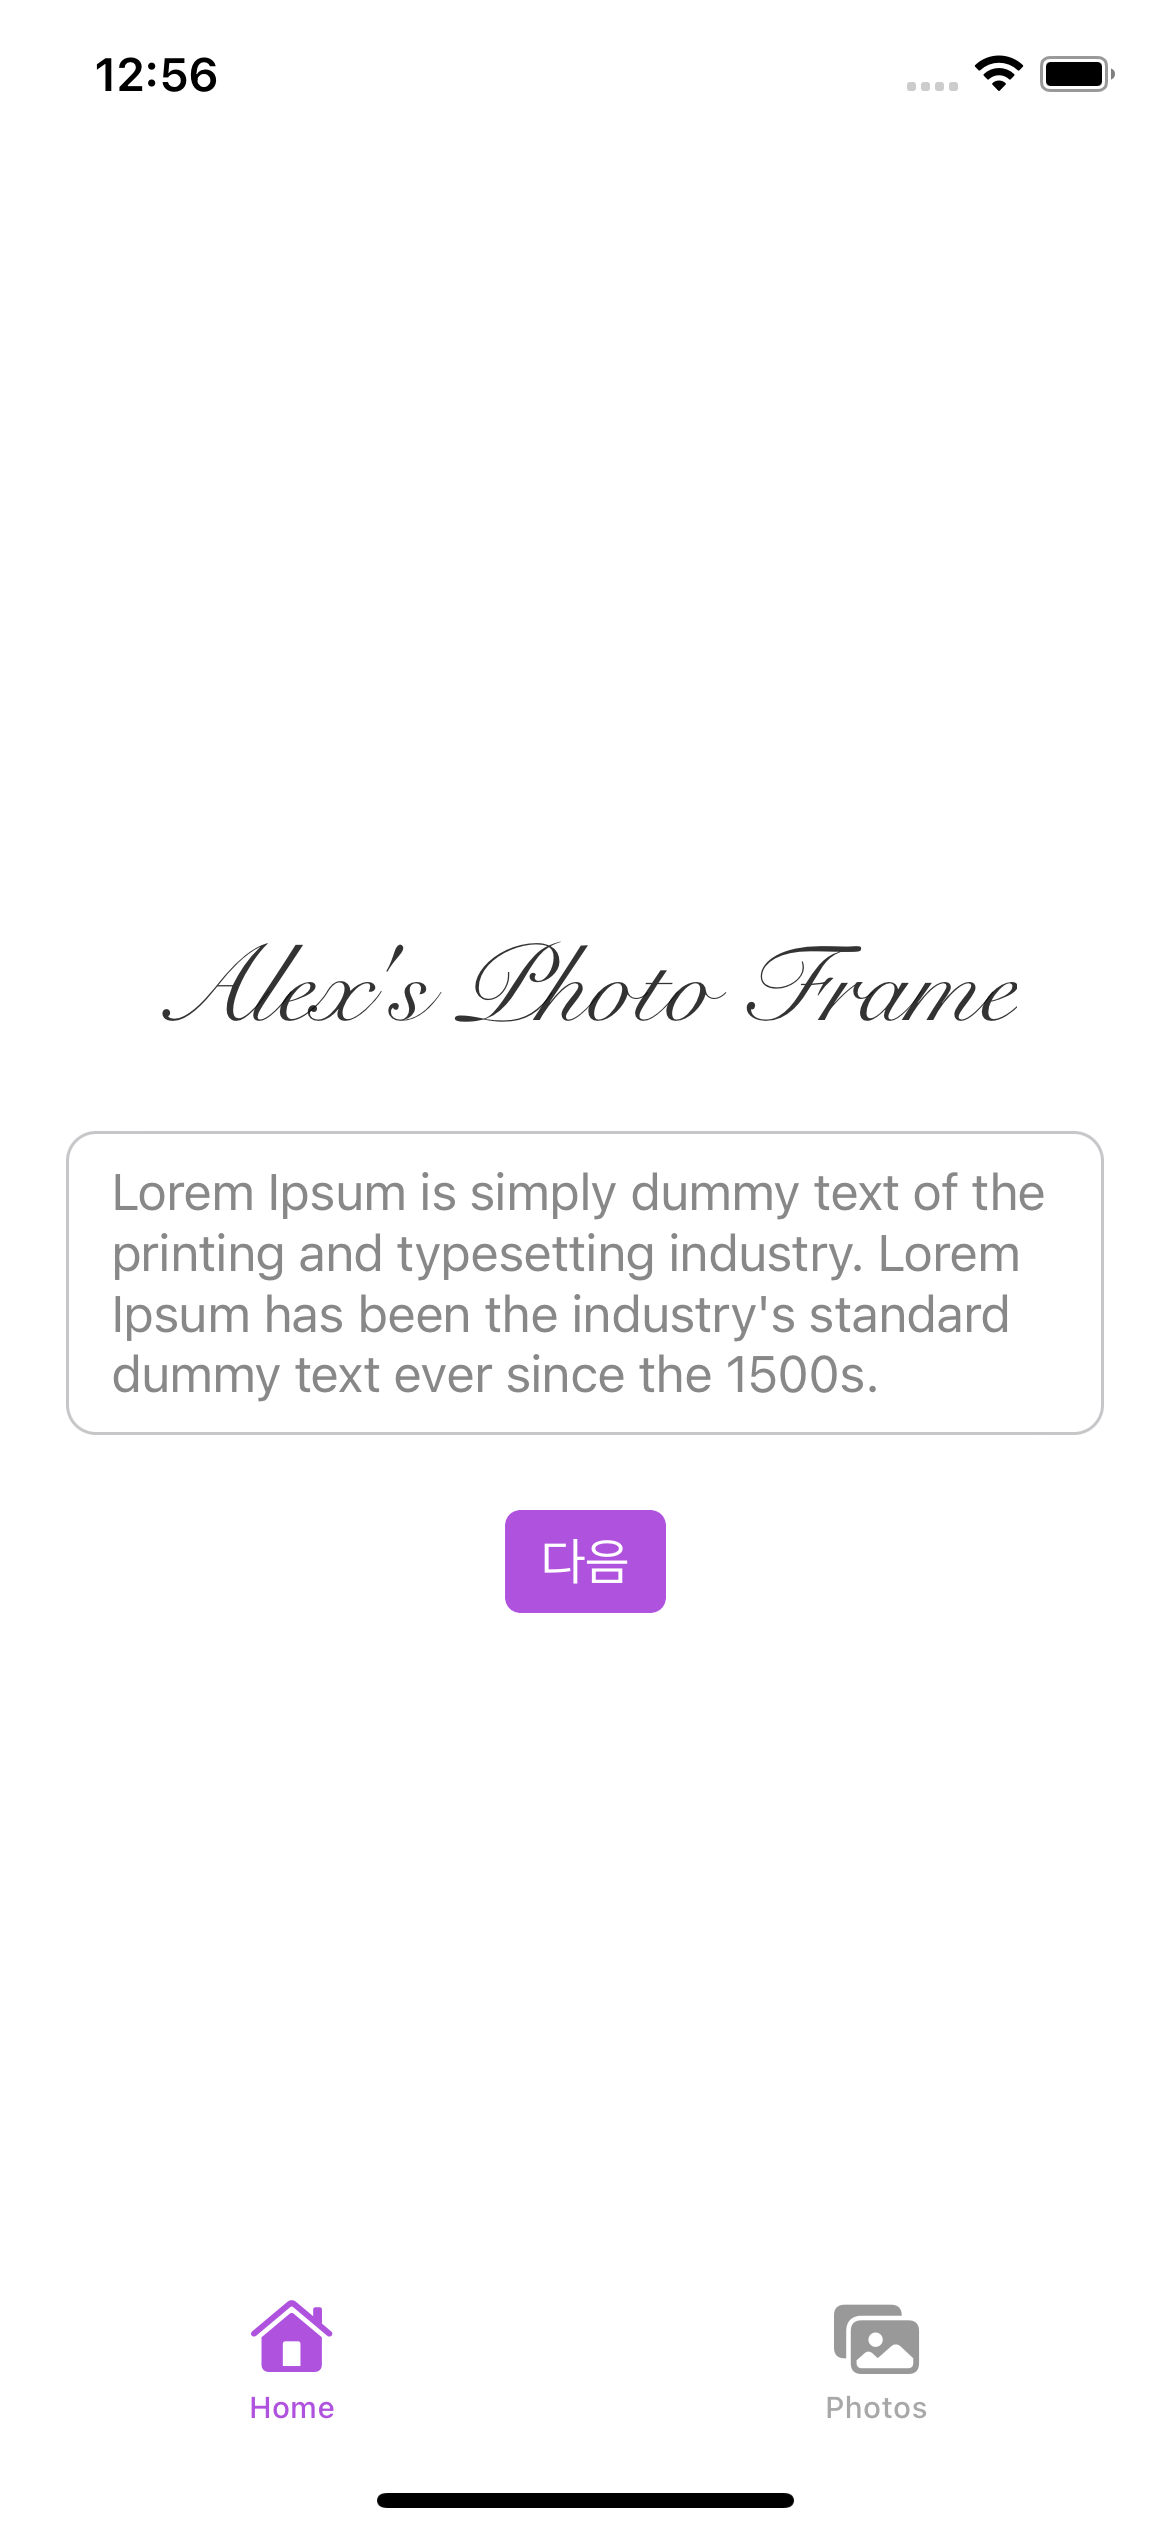 12:56
Alex's Photo Frame
Lorem Ipsum is simply dummy text of the
printing and typesetting industry. Lorem
Ipsum has been the industry's standard
dummy text ever since the 1500s.
다음
Home
Photos